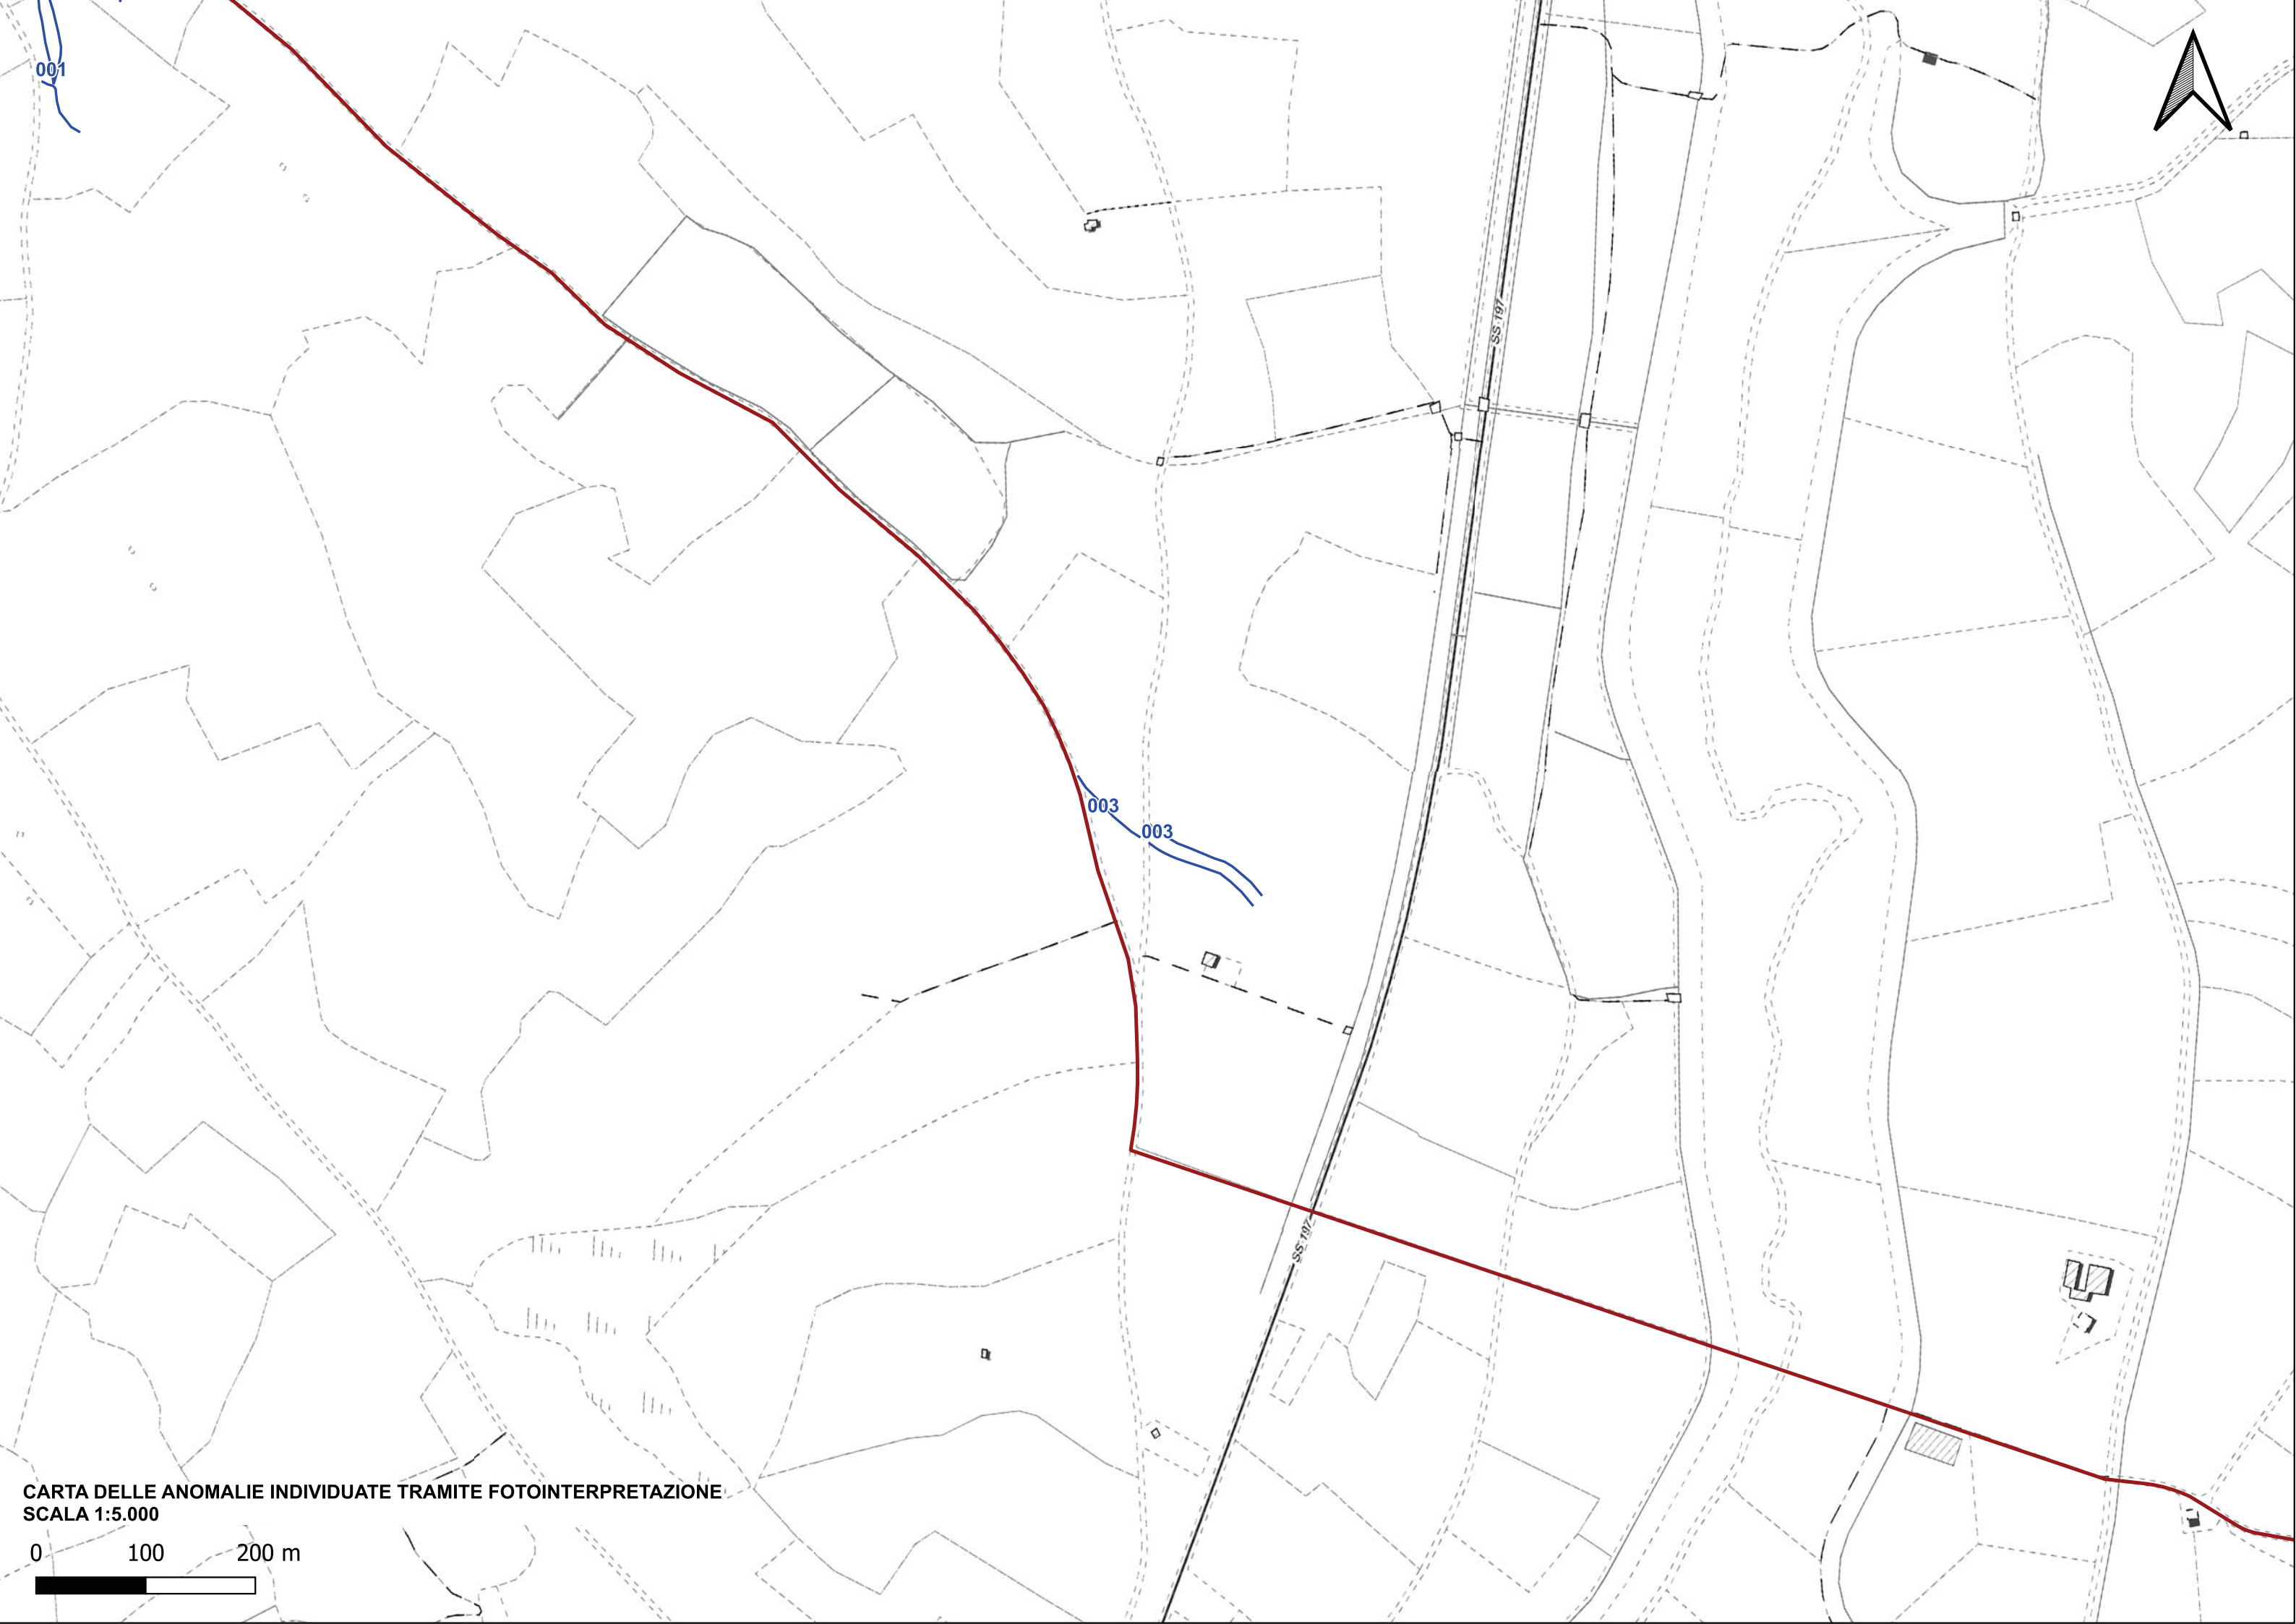 001
SS 197
003
003
SS 197
CARTA DELLE ANOMALIE INDIVIDUATE TRAMITE FOTOINTERPRETAZIONE
SCALA 1:5.000
0 100 200 m